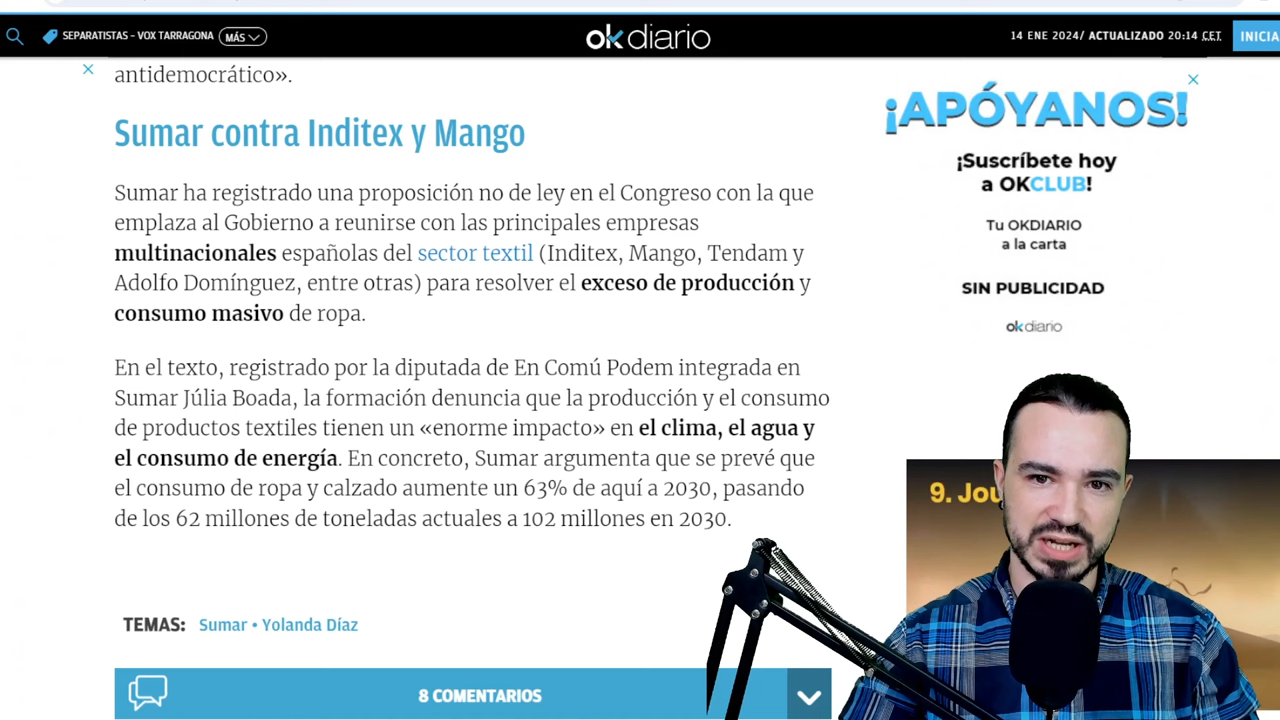 SEPARATISTAS – VOX TARRAGONA
MÁS
okdiario
14 ENE 2024/ ACTUALIZADO 20:14 CET
INICIA
antidemocrático».
Sumar contra Inditex y Mango
Sumar ha registrado una proposición no de ley en el Congreso con la que
emplaza al Gobierno a reunirse con las principales empresas
multinacionales españolas del sector textil (Inditex, Mango, Tendam y
Adolfo Domínguez, entre otras) para resolver el exceso de producción y
consumo masivo de ropa.
En el texto, registrado por la diputada de En Comú Podem integrada en
Sumar Júlia Boada, la formación denuncia que la producción y el consumo
de productos textiles tienen un «enorme impacto» en el clima, el agua y
el consumo de energía. En concreto, Sumar argumenta que se prevé que
el consumo de ropa y calzado aumente un 63% de aquí a 2030, pasando
de los 62 millones de toneladas actuales a 102 millones en 2030.
TEMAS: Sumar • Yolanda Díaz
8 COMENTARIOS
¡APÓYANOS!
¡Suscríbete hoy
a OKCLUB!
Tu OKDIARIO
a la carta
SIN PUBLICIDAD
okdiario
9. Jou